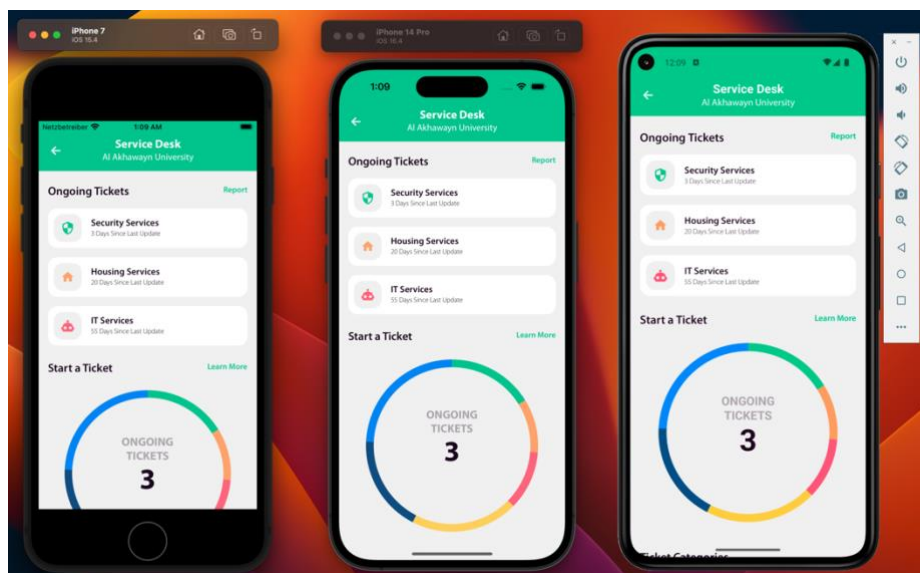 iPhone 7
iOS 15.4
Netzbetreiber
1:09 AM
Service Desk
Al Akhawayn University
Ongoing Tickets
Report
Security Services
3 Days Since Last Update
Housing Services
20 Days Since Last Update
IT Services
55 Days Since Last Update
Start a Ticket
Learn More
ONGOING
TICKETS
3
iPhone 14 Pro
iOS 16.4
1:09
Service Desk
Al Akhawayn University
Ongoing Tickets
Report
Security Services
3 Days Since Last Update
Housing Services
20 Days Since Last Update
IT Services
55 Days Since Last Update
Start a Ticket
Learn More
ONGOING
TICKETS
3
12:09
Service Desk
Al Akhawayn University
Ongoing Tickets
Report
Security Services
3 Days Since Last Update
Housing Services
20 Days Since Last Update
IT Services
55 Days Since Last Update
Start a Ticket
Learn More
ONGOING
TICKETS
3
Ticket Categories